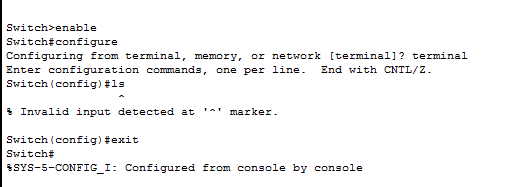 Switch>enable
Switch#configure
Configuring from terminal, memory, or network [terminal]? terminal
Enter configuration commands, one per line.  End with CNTL/Z.
Switch(config)#ls
                ^
% Invalid input detected at '^' marker.

Switch(config)#exit
Switch#
%SYS-5-CONFIG_I: Configured from console by console